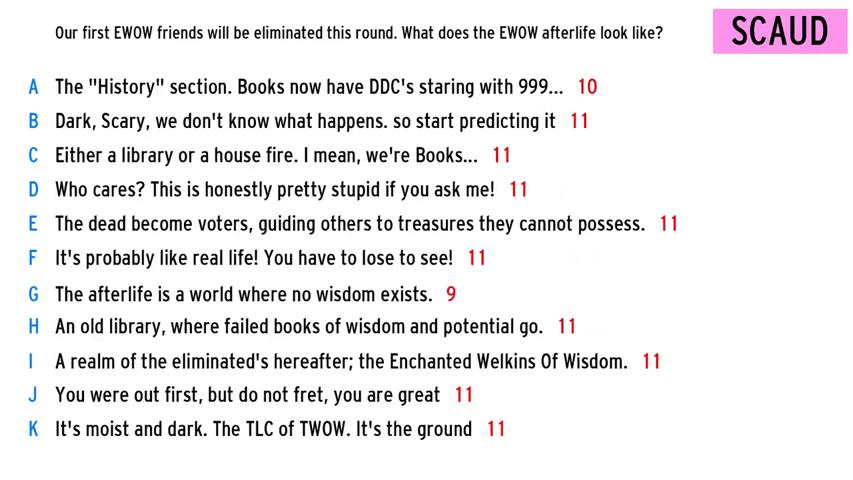 Our first EWOW friends will be eliminated this round. What does the EWOW afterlife look like?
SCAUD
A The "History" section. Books now have DDC's staring with 999... 10
B Dark, Scary, we don't know what happens. so start predicting it 11
C Either a library or a house fire. I mean, we're Books... 11
D Who cares? This is honestly pretty stupid if you ask me! 11
E The dead become voters, guiding others to treasures they cannot possess. 11
F It's probably like real life! You have to lose to see! 11
G The afterlife is a world where no wisdom exists. 9
H An old library, where failed books of wisdom and potential go. 11
I A realm of the eliminated's hereafter; the Enchanted Welkins Of Wisdom. 11
J You were out first, but do not fret, you are great 11
K It's moist and dark. The TLC of TWOW. It's the ground 11